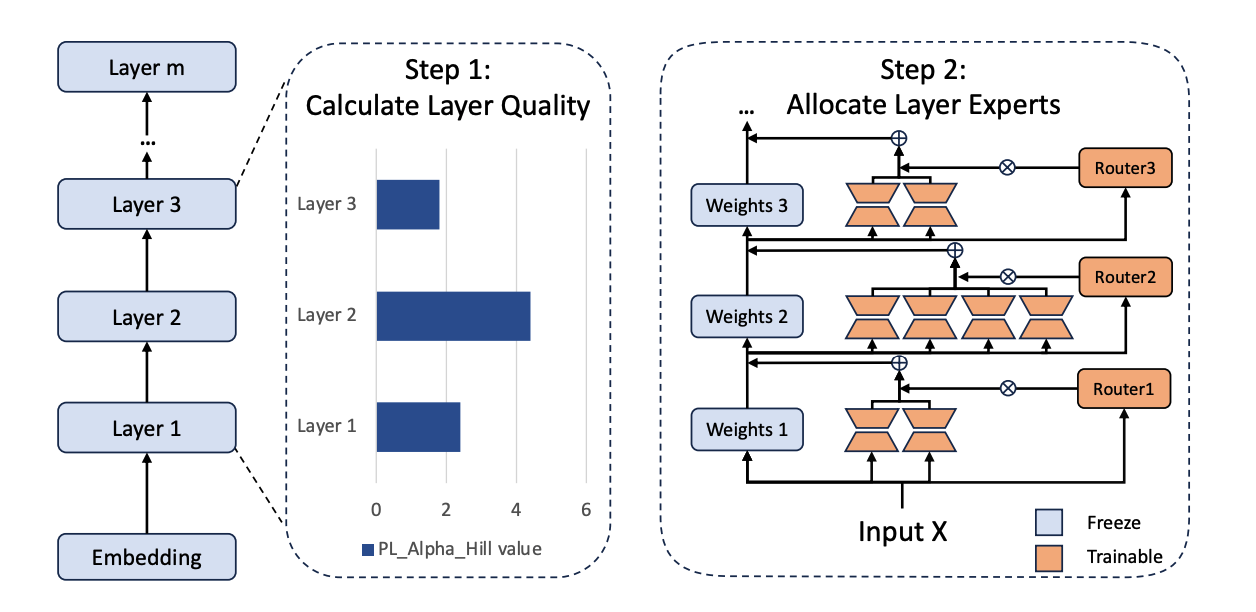 Layer m
...
Layer 3
Layer 2
Layer 1
Embedding
Step 1:
Calculate Layer Quality
Layer 3
Layer 2
Layer 1
0 2 4 6
PL_Alpha_Hill value
Step 2:
Allocate Layer Experts
...
Router3
Weights 3
Router2
Weights 2
Router1
Weights 1
Input X
Freeze
Trainable